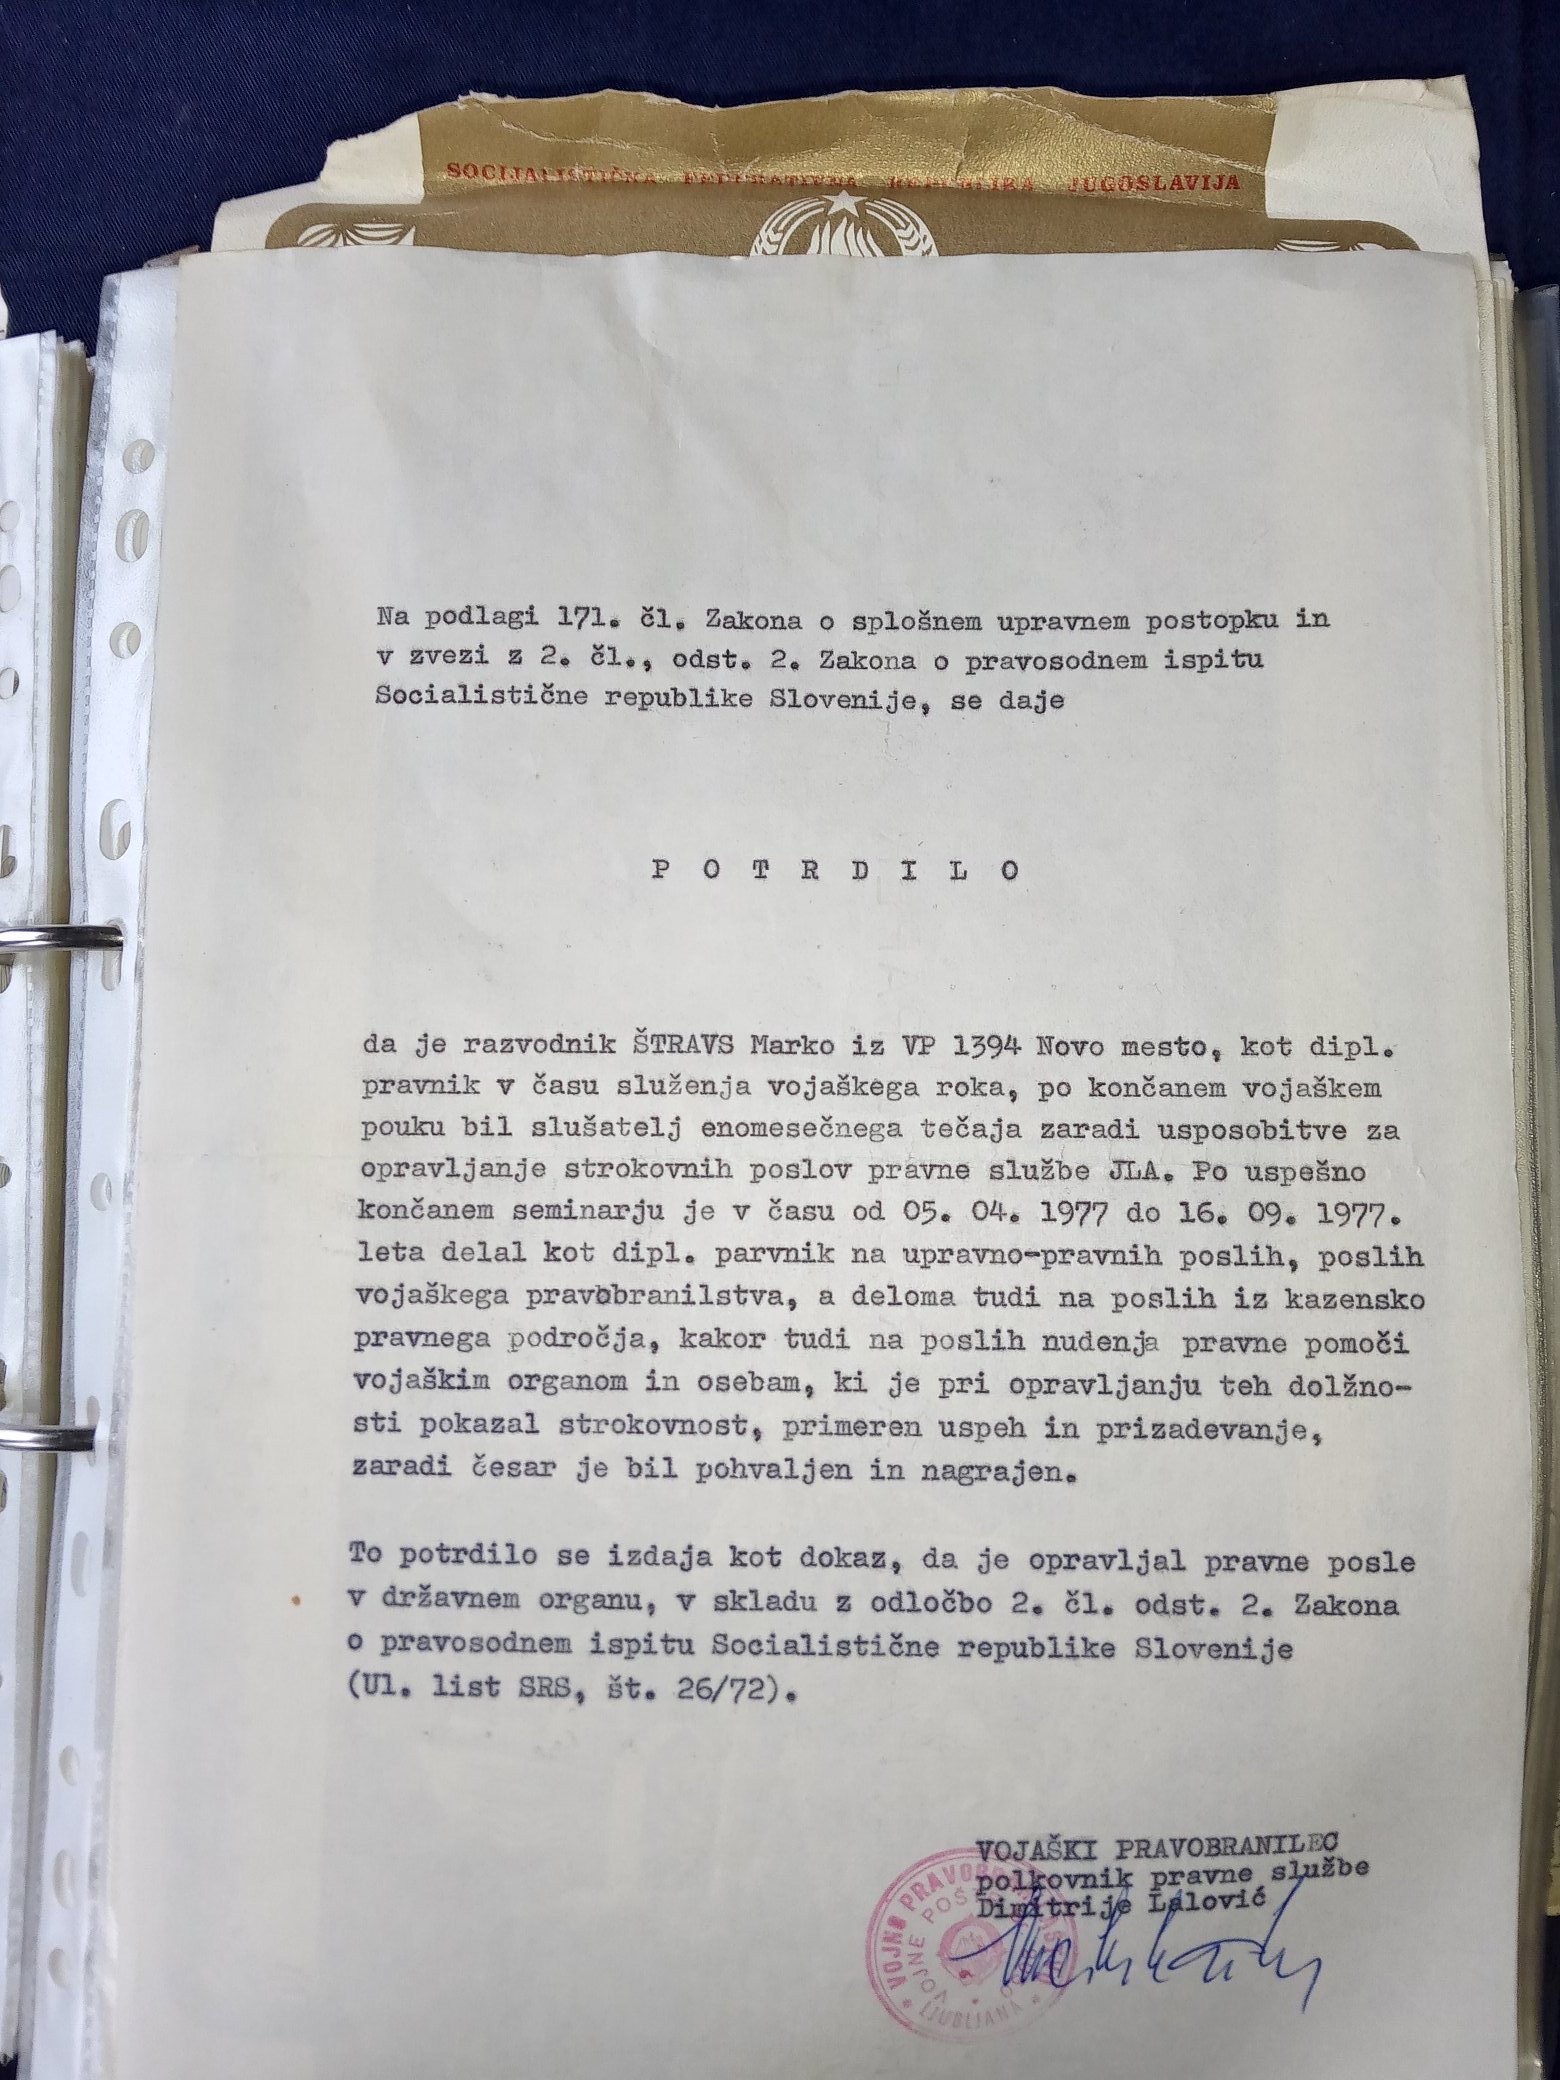 SOCIJALISTIČKA FEDERATIVNA REPUBLIKA JUGOSLAVIJA
Na podlagi 171. čl. Zakona o splošnem upravnem postopku in
v zvezi z 2. čl., odst. 2. Zakona o pravosodnem ispitu
Socialistične republike Slovenije, se daje
P O T R D I L O
da je razvodnik ŠTRAVS Marko iz VP 1394 Novo mesto, kot dipl.
pravnik v času služenja vojaškega roka, po končanem vojaškem
pouku bil slušatelj enomesečnega tečaja zaradi usposobitve za
opravljanje strokovnih poslov pravne službe JLA. Po uspešno
končanem seminarju je v času od 05. 04. 1977 do 16. 09. 1977.
leta delal kot dipl. parvnik na upravno-pravnih poslih, poslih
vojaškega pravobranilstva, a deloma tudi na poslih iz kazensko
pravnega področja, kakor tudi na poslih nudenja pravne pomoči
vojaškim organom in osebam, ki je pri opravljanju teh dolžno-
sti pokazal strokovnost, primeren uspeh in prizadevanje,
zaradi česar je bil pohvaljen in nagrajen.
To potrdilo se izdaja kot dokaz, da je opravljal pravne posle
v državnem organu, v skladu z odločbo 2. čl. odst. 2. Zakona
o pravosodnem ispitu Socialistične republike Slovenije
(Ul. list SRS, št. 26/72).
VOJAŠKI PRAVOBRANILEC
polkovnik pravne službe
Dimitrije Lalović
VOJNO
VOJNE
LJUBLJANA